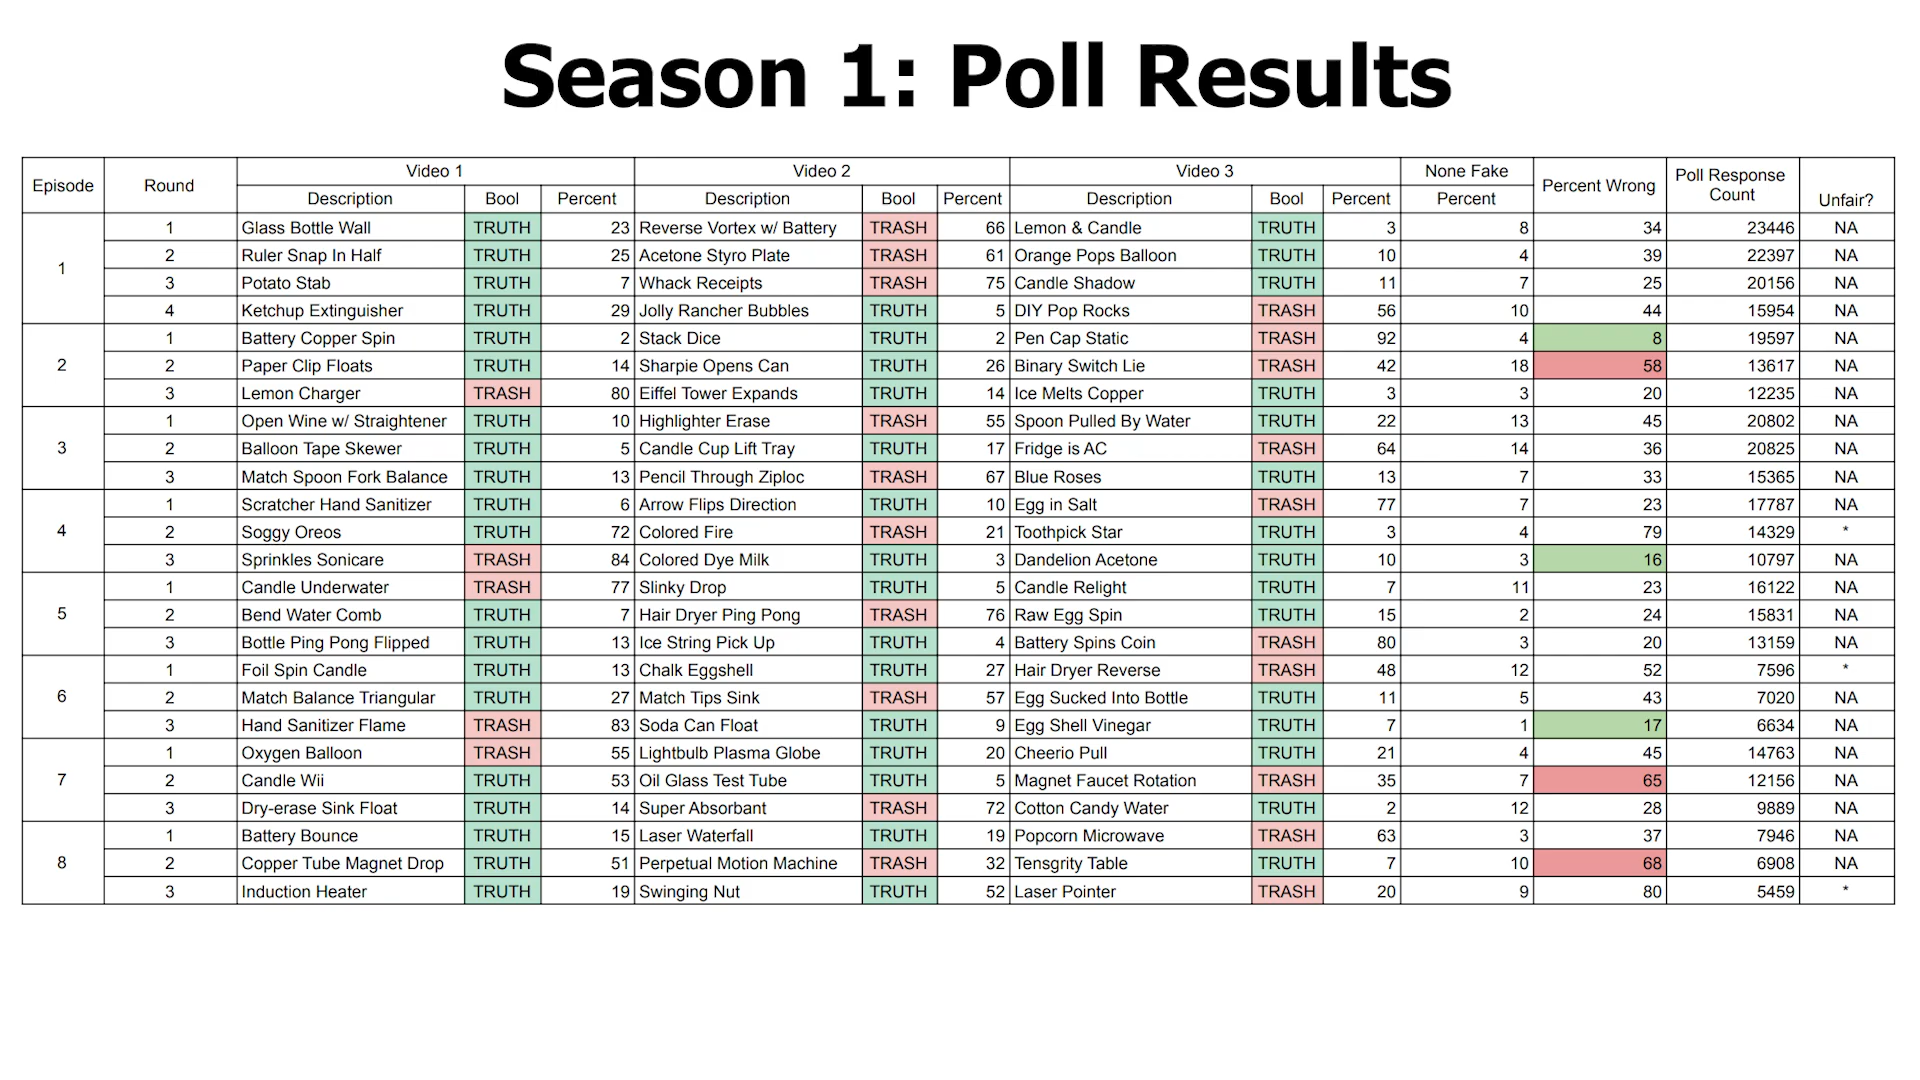 Season 1: Poll Results
Episode Round Video 1 Video 2 Video 3 None Fake Percent Wrong Poll Response Count Unfair?
Description Bool Percent Description Bool Percent Description Bool Percent Percent
1 1 Glass Bottle Wall TRUTH 23 Reverse Vortex w/ Battery TRASH 66 Lemon & Candle TRUTH 3 8 34 23446 NA
2 Ruler Snap In Half TRUTH 25 Acetone Styro Plate TRASH 61 Orange Pops Balloon TRUTH 10 4 39 22397 NA
3 Potato Stab TRUTH 7 Whack Receipts TRASH 75 Candle Shadow TRUTH 11 7 25 20156 NA
4 Ketchup Extinguisher TRUTH 29 Jolly Rancher Bubbles TRUTH 5 DIY Pop Rocks TRASH 56 10 44 15954 NA
2 1 Battery Copper Spin TRUTH 2 Stack Dice TRUTH 2 Pen Cap Static TRASH 92 4 8 19597 NA
2 Paper Clip Floats TRUTH 14 Sharpie Opens Can TRUTH 26 Binary Switch Lie TRASH 42 18 58 13617 NA
3 Lemon Charger TRASH 80 Eiffel Tower Expands TRUTH 14 Ice Melts Copper TRUTH 3 3 20 12235 NA
3 1 Open Wine w/ Straightener TRUTH 10 Highlighter Erase TRASH 55 Spoon Pulled By Water TRUTH 22 13 45 20802 NA
2 Balloon Tape Skewer TRUTH 5 Candle Cup Lift Tray TRUTH 17 Fridge is AC TRASH 64 14 36 20825 NA
3 Match Spoon Fork Balance TRUTH 13 Pencil Through Ziploc TRASH 67 Blue Roses TRUTH 13 7 33 15365 NA
4 1 Scratcher Hand Sanitizer TRUTH 6 Arrow Flips Direction TRUTH 10 Egg in Salt TRASH 77 7 23 17787 NA
2 Soggy Oreos TRUTH 72 Colored Fire TRASH 21 Toothpick Star TRUTH 3 4 79 14329 *
3 Sprinkles Sonicare TRASH 84 Colored Dye Milk TRUTH 3 Dandelion Acetone TRUTH 10 3 16 10797 NA
5 1 Candle Underwater TRASH 77 Slinky Drop TRUTH 5 Candle Relight TRUTH 7 11 23 16122 NA
2 Bend Water Comb TRUTH 7 Hair Dryer Ping Pong TRASH 76 Raw Egg Spin TRUTH 15 2 24 15831 NA
3 Bottle Ping Pong Flipped TRUTH 13 Ice String Pick Up TRUTH 4 Battery Spins Coin TRASH 80 3 20 13159 NA
6 1 Foil Spin Candle TRUTH 13 Chalk Eggshell TRUTH 27 Hair Dryer Reverse TRASH 48 12 52 7596 *
2 Match Balance Triangular TRUTH 27 Match Tips Sink TRASH 57 Egg Sucked Into Bottle TRUTH 11 5 43 7020 NA
3 Hand Sanitizer Flame TRASH 83 Soda Can Float TRUTH 9 Egg Shell Vinegar TRUTH 7 1 17 6634 NA
7 1 Oxygen Balloon TRASH 55 Lightbulb Plasma Globe TRUTH 20 Cheerio Pull TRUTH 21 4 45 14763 NA
2 Candle Wii TRUTH 53 Oil Glass Test Tube TRUTH 5 Magnet Faucet Rotation TRASH 35 7 65 12156 NA
3 Dry-erase Sink Float TRUTH 14 Super Absorbant TRASH 72 Cotton Candy Water TRUTH 2 12 28 9889 NA
8 1 Battery Bounce TRUTH 15 Laser Waterfall TRUTH 19 Popcorn Microwave TRASH 63 3 37 7946 NA
2 Copper Tube Magnet Drop TRUTH 51 Perpetual Motion Machine TRASH 32 Tensgrity Table TRUTH 7 10 68 6908 NA
3 Induction Heater TRUTH 19 Swinging Nut TRUTH 52 Laser Pointer TRASH 20 9 80 5459 *